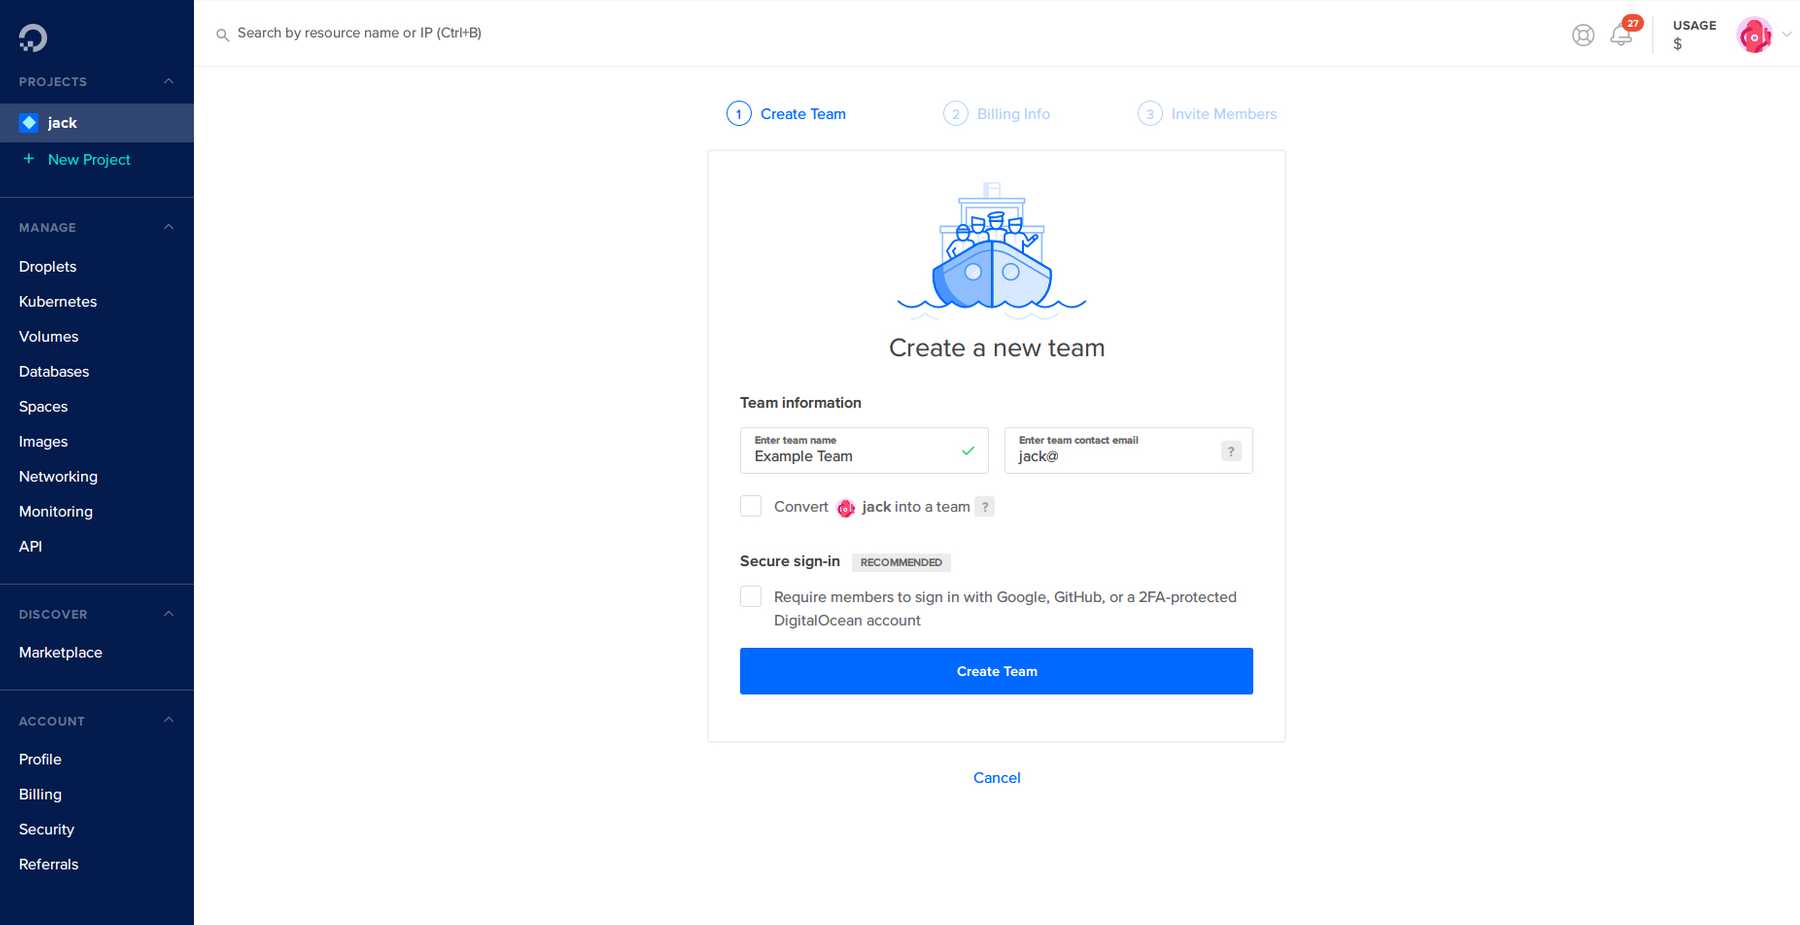 Search by resource name or IP (Ctrl+B)
27
USAGE
$
PROJECTS
jack
+ New Project
MANAGE
Droplets
Kubernetes
Volumes
Databases
Spaces
Images
Networking
Monitoring
API
DISCOVER
Marketplace
ACCOUNT
Profile
Billing
Security
Referrals
1 Create Team
2 Billing Info
3 Invite Members
Create a new team
Team information
Enter team name
Example Team
Enter team contact email
jack@
?
Convert jack into a team ?
Secure sign-in RECOMMENDED
Require members to sign in with Google, GitHub, or a 2FA-protected
DigitalOcean account
Create Team
Cancel